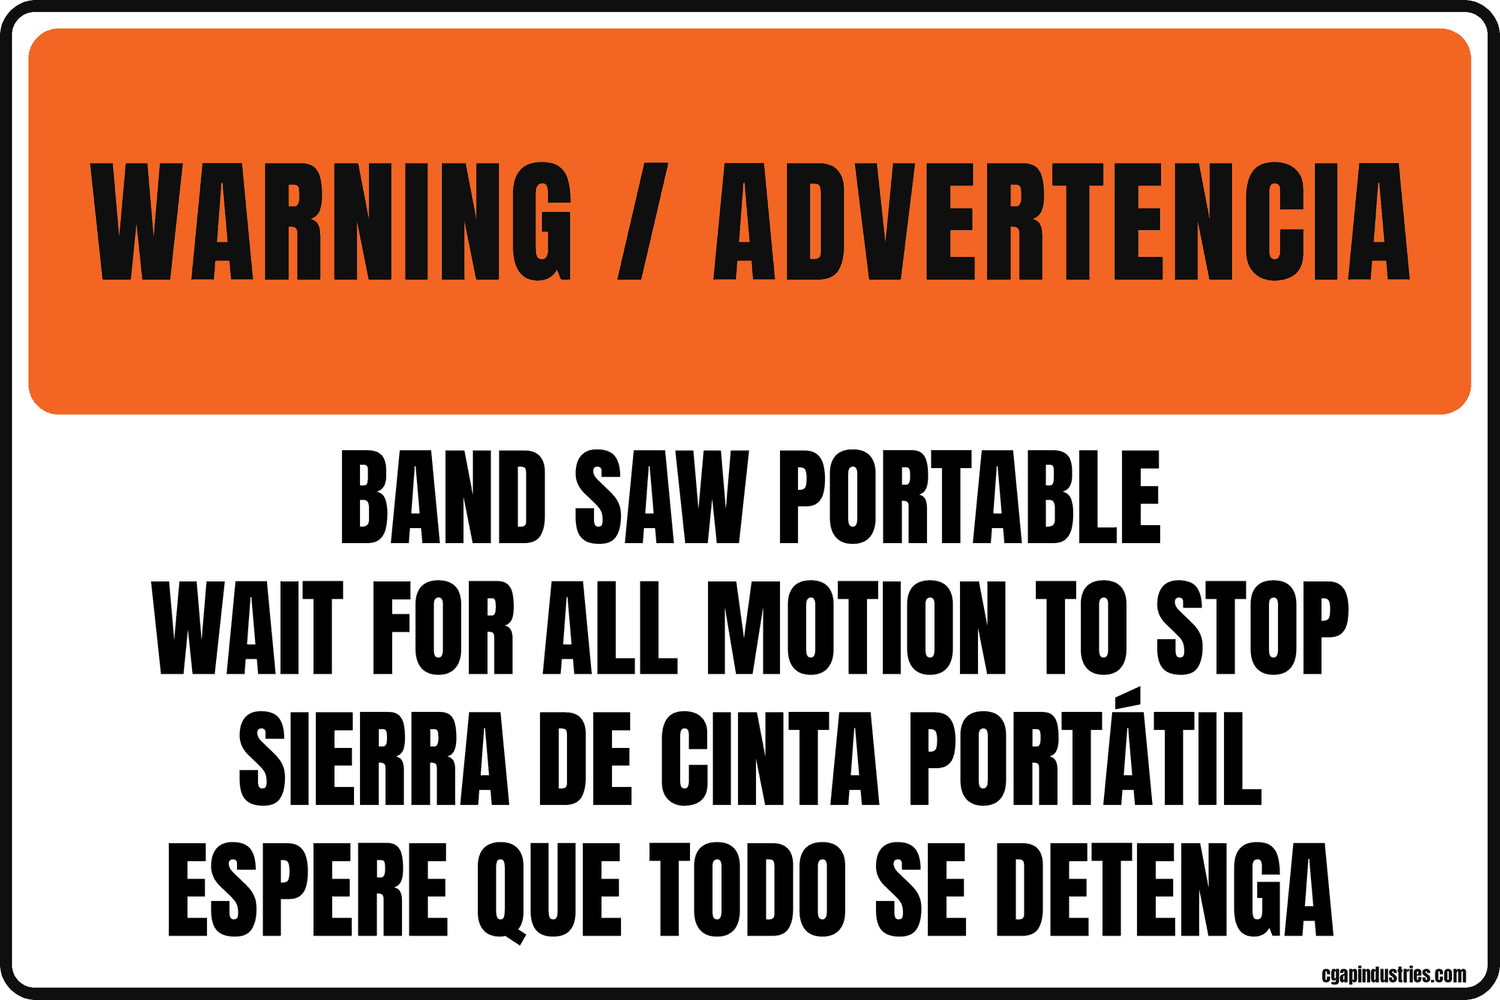 WARNING / ADVERTENCIA
BAND SAW PORTABLE
WAIT FOR ALL MOTION TO STOP
SIERRA DE CINTA PORTÁTIL
ESPERE QUE TODO SE DETENGA
cgapindustries.com